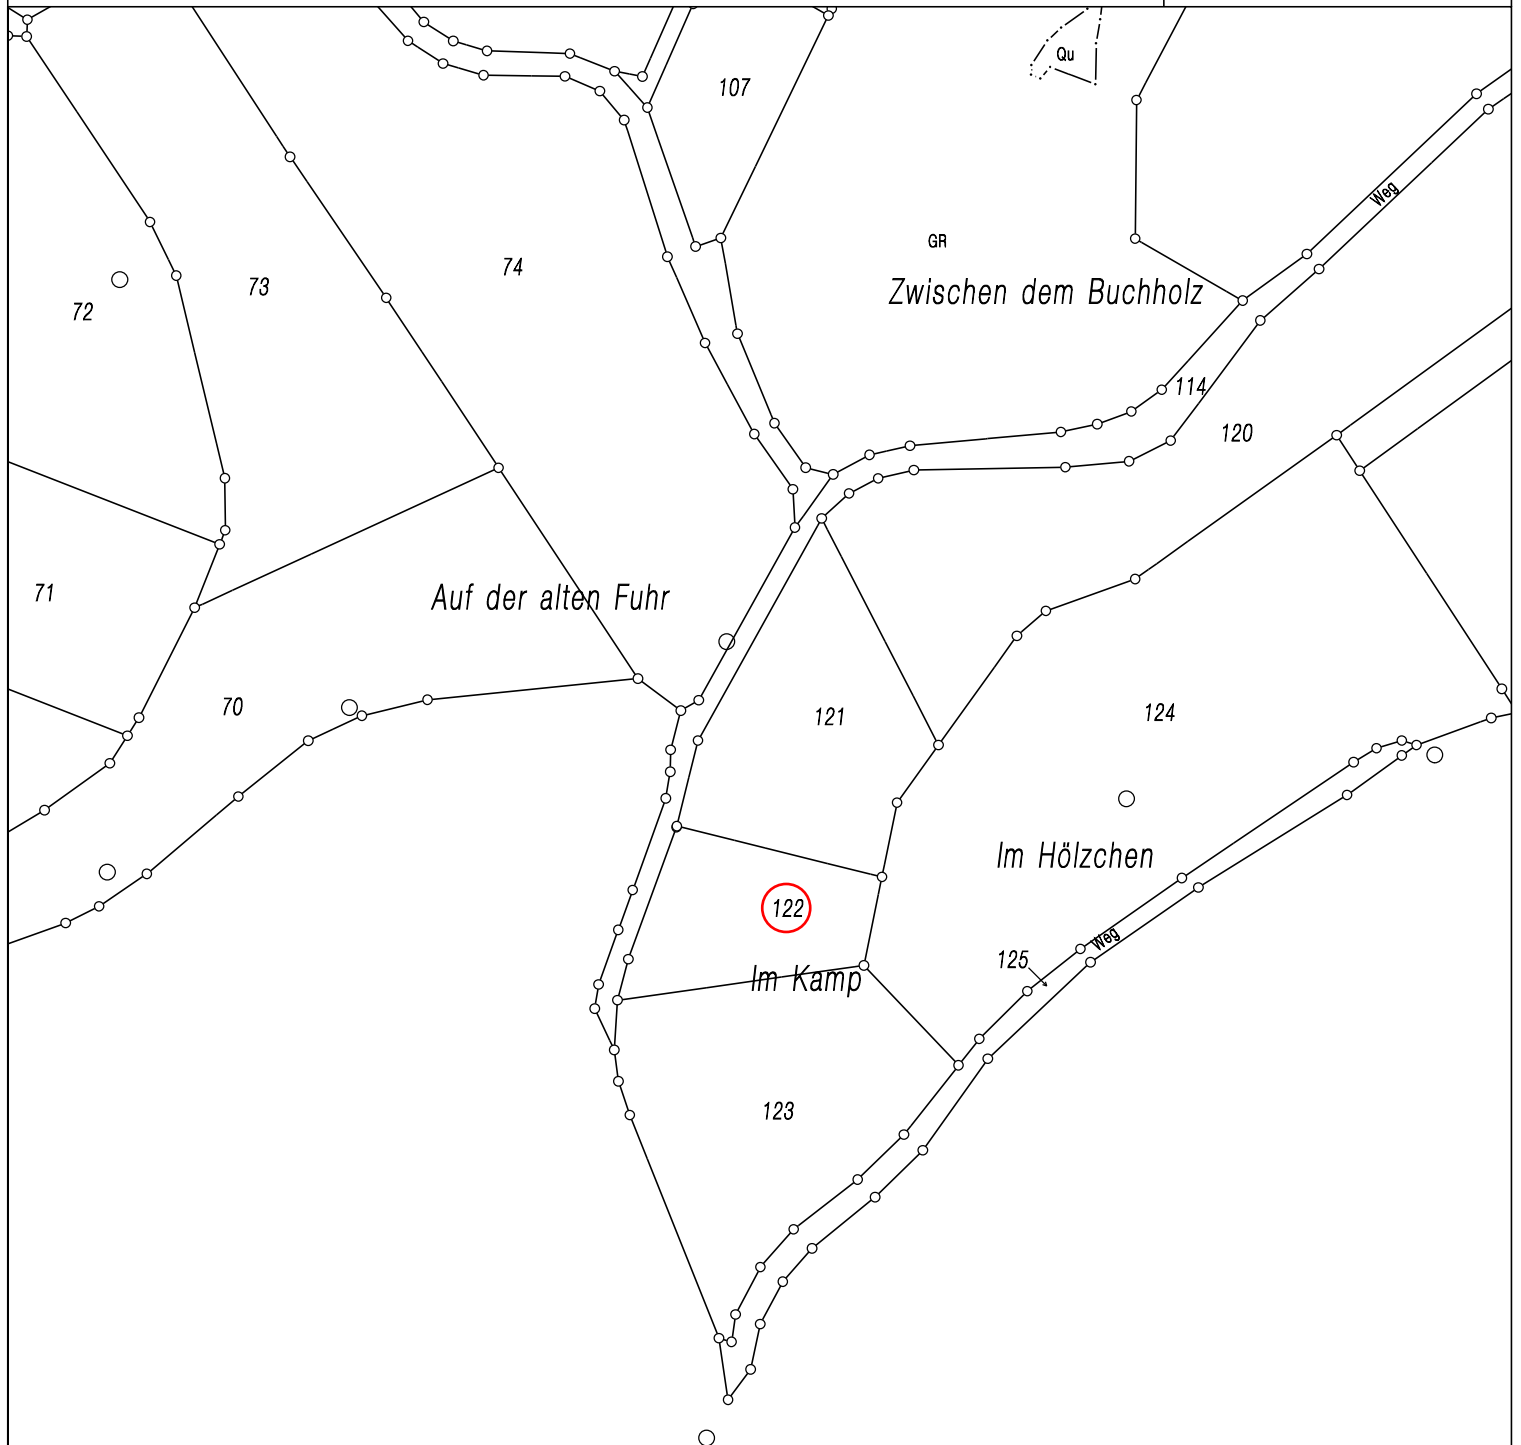 Qu
107
Weg
GR
74
73
Zwischen dem Buchholz
72
114
120
71
Auf der alten Fuhr
70
121
124
Im Hölzchen
122
Weg
125
Im Kamp
123